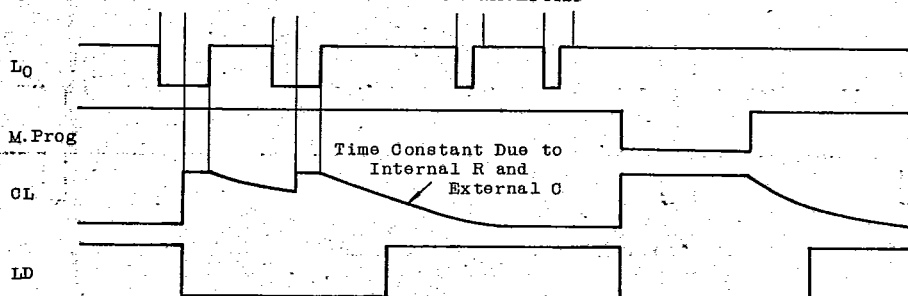 L0
M.Prog
Time Constant Due to
Internal R and
External C
CL
LD